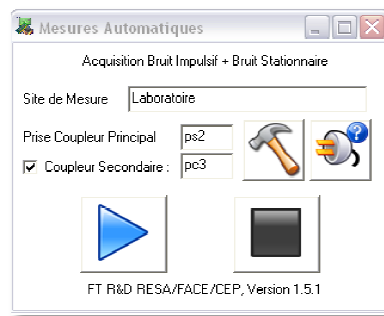 Mesures Automatiques
Acquisition Bruit Impulsif + Bruit Stationnaire
Site de Mesure Laboratoire
Prise Coupleur Principal ps2
Coupleur Secondaire : pc3
FT R&D RESA/FACE/CEP, Version 1.5.1